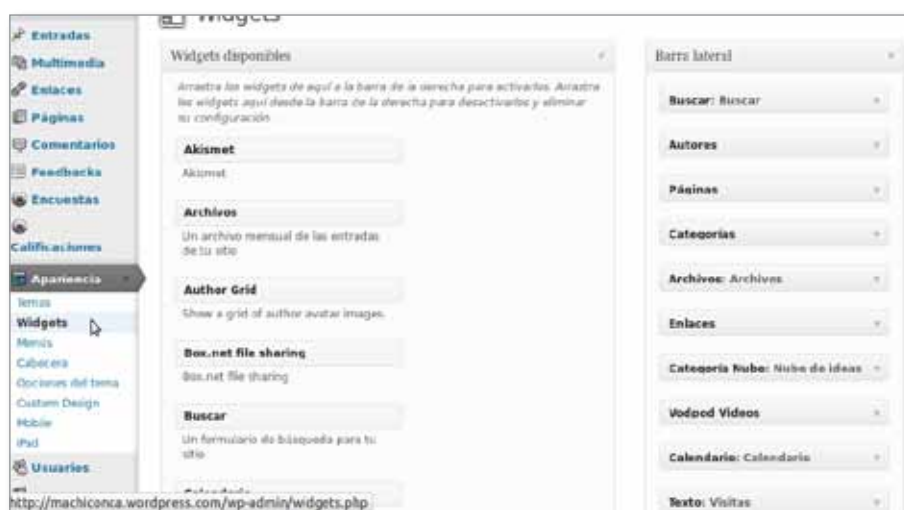 Widgets
Entradas
Multimedia
Enlaces
Páginas
Comentarios
Feedbacks
Encuestas
Calificaciones
Apariencia
Temas
Widgets
Menús
Cabecera
Opciones del tema
Custom Design
Mobile
iPad
Usuarios
http://machiconca.wordpress.com/wp-admin/widgets.php
Widgets disponibles
Arrastra los widgets de aquí a la barra de la derecha para activarlos. Arrastra
los widgets aquí desde la barra de la derecha para desactivarlos y eliminar
su configuración
Akismet
Akismet
Archivos
Un archivo mensual de las entradas
de tu sitio
Author Grid
Show a grid of author avatar images.
Box.net file sharing
Box.net file sharing
Buscar
Un formulario de búsqueda para tu
sitio
Calendario
Barra lateral
Buscar: Buscar
Autores
Páginas
Categorías
Archivos: Archivos
Enlaces
Categoría Nube: Nube de ideas
Vodpod Videos
Calendario: Calendario
Texto: Visitas